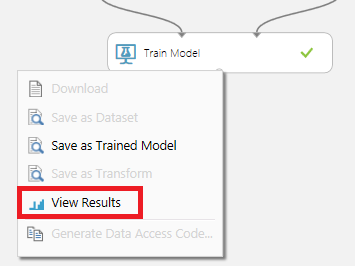 Train Model
Download
Save as Dataset
Save as Trained Model
Save as Transform
View Results
Generate Data Access Code...